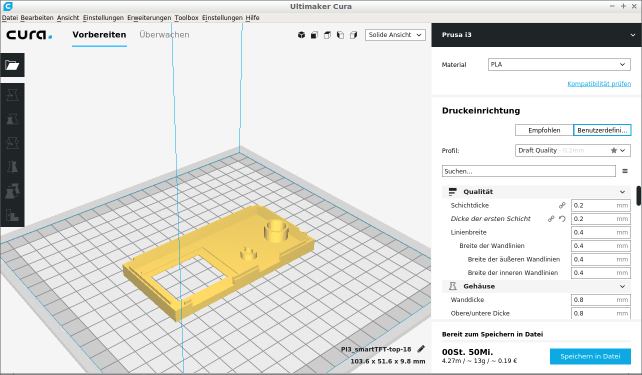 Ultimaker Cura
Datei Bearbeiten Ansicht Einstellungen Erweiterungen Toolbox Einstellungen Hilfe
cura.
Vorbereiten
Überwachen
Solide Ansicht
Prusa i3
Material
PLA
Kompatibilität prüfen
Druckeinrichtung
Empfohlen
Benutzerdefini...
Profil:
Draft Quality - 0.2mm
Suchen...
Qualität
Schichtdicke 0.2 mm
Dicke der ersten Schicht 0.2 mm
Linienbreite 0.4 mm
Breite der Wandlinien 0.4 mm
Breite der äußeren Wandlinien 0.4 mm
Breite der inneren Wandlinien 0.4 mm
Gehäuse
Wanddicke 0.8 mm
Obere/untere Dicke 0.8 mm
PI3_smartTFT-top-18
103.6 x 51.6 x 9.8 mm
Bereit zum Speichern in Datei
00St. 50Mi.
4.27m / ~ 13g / ~ 0.19 €
Speichern in Datei